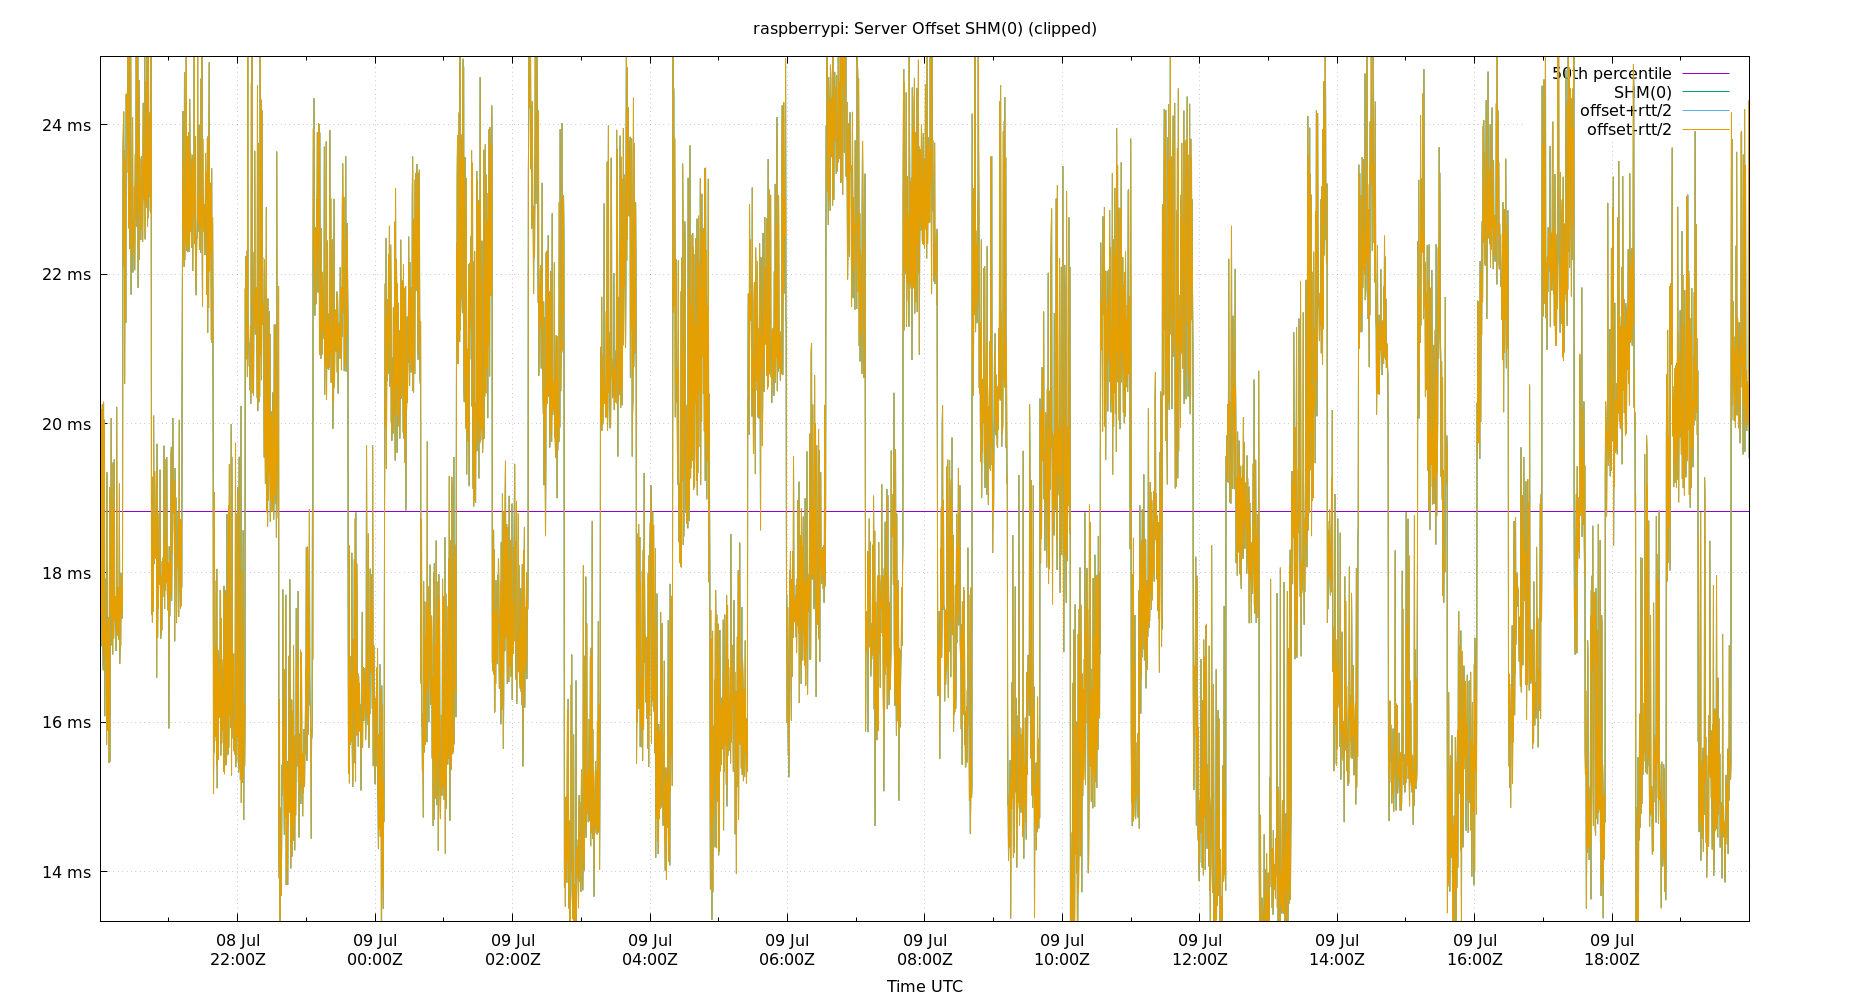 raspberrypi: Server Offset SHM(0) (clipped)
50th percentile
SHM(0)
offset+rtt/2
offset-rtt/2
24 ms
22 ms
20 ms
18 ms
16 ms
14 ms
08 Jul 09 Jul 09 Jul 09 Jul 09 Jul 09 Jul 09 Jul 09 Jul 09 Jul 09 Jul 09 Jul
22:00Z 00:00Z 02:00Z 04:00Z 06:00Z 08:00Z 10:00Z 12:00Z 14:00Z 16:00Z 18:00Z
Time UTC